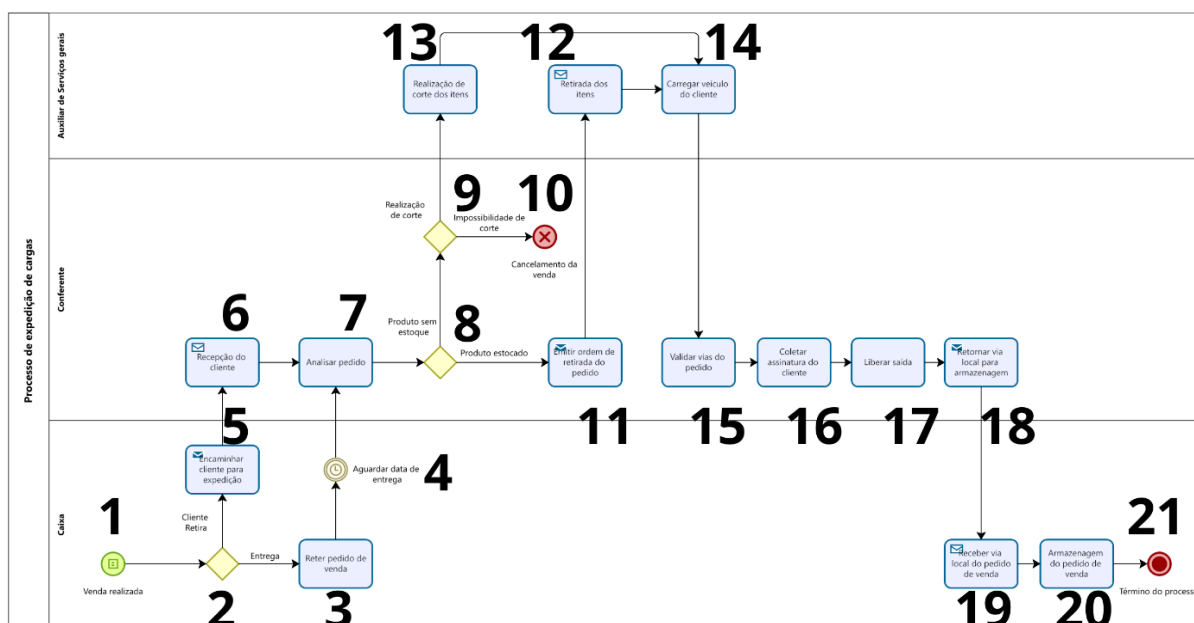 Processo de expedição de cargas
Auxiliar de Serviços gerais
13
12
14
Realização de
corte dos itens
Retirada dos
itens
Carregar veiculo
do cliente
Conferente
9
10
Realização
de corte
Impossibilidade de
corte
Cancelamento da
venda
6
7
8
Produto sem
estoque
Recepção do
cliente
Analisar pedido
Produto estocado
Emitir ordem de
retirada do
pedido
Validar vias do
pedido
Coletar
assinatura do
cliente
Liberar saída
Retornar via
local para
armazenagem
5
11
15
16
17
18
Caixa
Encaminhar
cliente para
expedição
Aguardar data de
entrega
4
1
Cliente
Retira
21
Entrega
Reter pedido de
venda
Receber via
local do pedido
de venda
Armazenagem
do pedido de
venda
Venda realizada
Término do process
2
3
19
20